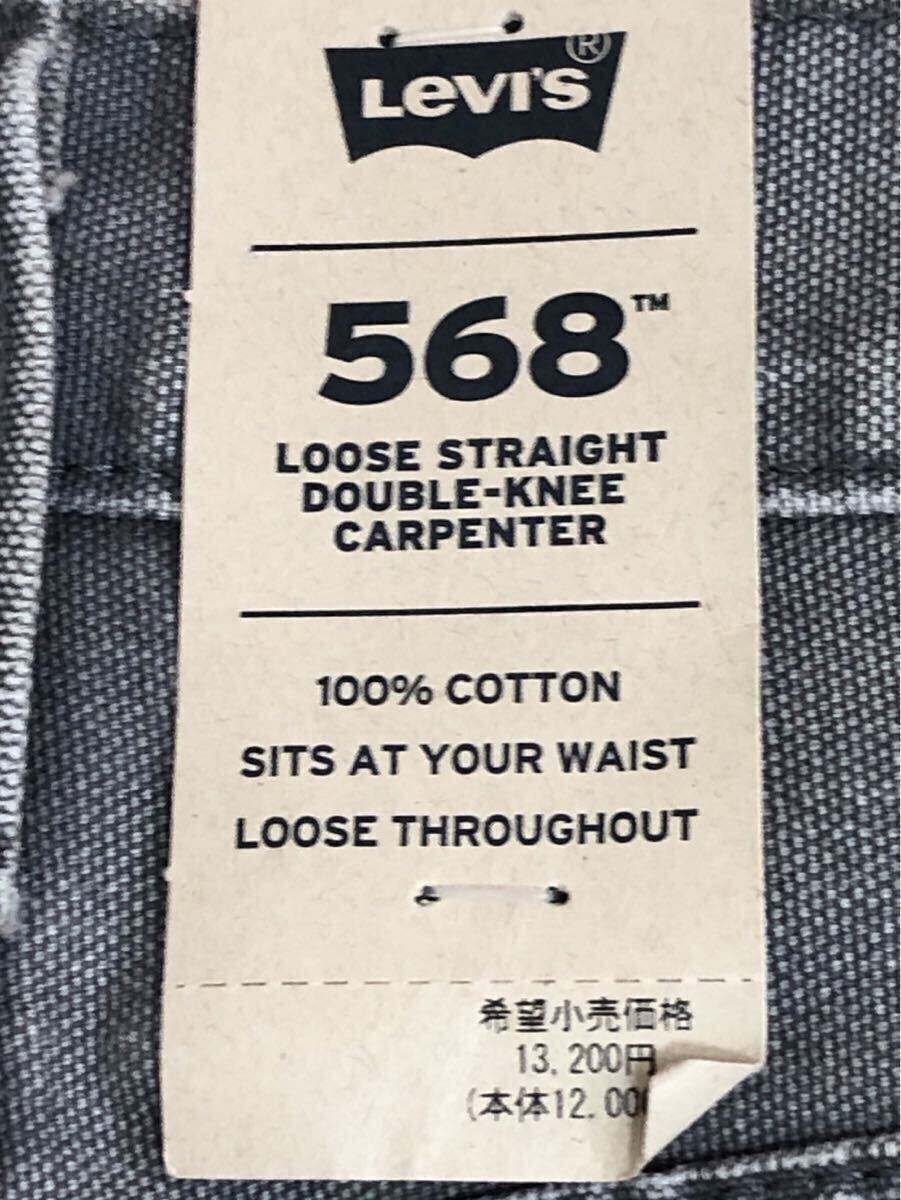 LEVI'S®
568™
LOOSE STRAIGHT
DOUBLE-KNEE
CARPENTER
100% COTTON
SITS AT YOUR WAIST
LOOSE THROUGHOUT
希望小売価格
13,200円
(本体12.00